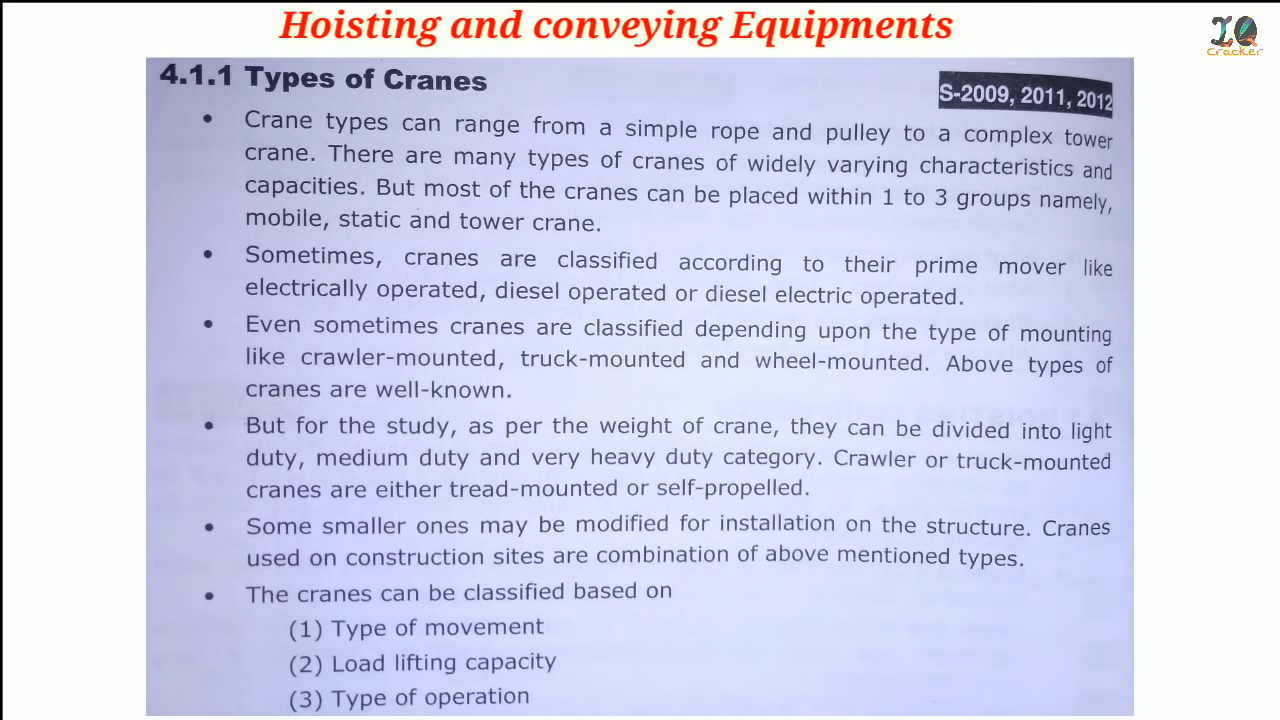 Hoisting and conveying Equipments
IQ
Cracker
4.1.1 Types of Cranes
S-2009, 2011, 2012
• Crane types can range from a simple rope and pulley to a complex tower
crane. There are many types of cranes of widely varying characteristics and
capacities. But most of the cranes can be placed within 1 to 3 groups namely,
mobile, static and tower crane.
• Sometimes, cranes are classified according to their prime mover like
electrically operated, diesel operated or diesel electric operated.
• Even sometimes cranes are classified depending upon the type of mounting
like crawler-mounted, truck-mounted and wheel-mounted. Above types of
cranes are well-known.
• But for the study, as per the weight of crane, they can be divided into light
duty, medium duty and very heavy duty category. Crawler or truck-mounted
cranes are either tread-mounted or self-propelled.
• Some smaller ones may be modified for installation on the structure. Cranes
used on construction sites are combination of above mentioned types.
• The cranes can be classified based on
(1) Type of movement
(2) Load lifting capacity
(3) Type of operation